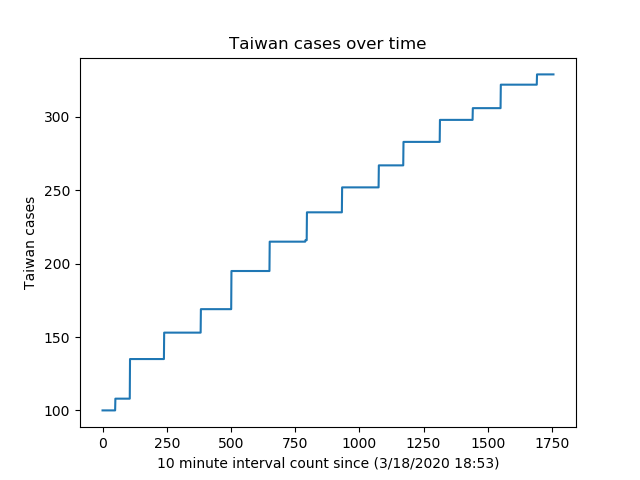 Taiwan cases over time
300
250
200
150
100
Taiwan cases
0 250 500 750 1000 1250 1500 1750
10 minute interval count since (3/18/2020 18:53)